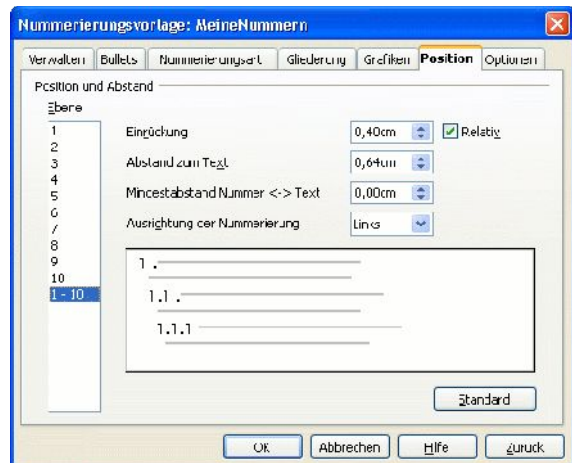 Nummerierungsvorlage: MeineNummern
Verwalten Bullets Nummerierungsart Gliederung Grafiken Position Optionen
Position und Abstand
Ebene
1
2
3
4
5
6
7
8
9
10
1 - 10
Einrückung 0,40cm Relativ
Abstand zum Text 0,64cm
Mindestabstand Nummer <-> Text 0,00cm
Ausrichtung der Nummerierung Links
1 .
1.1 .
1.1.1
Standard
OK Abbrechen Hilfe Zurück